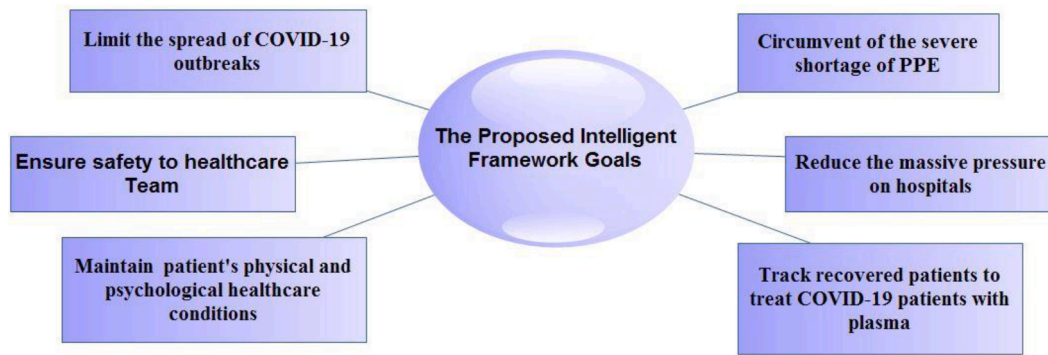 Limit the spread of COVID-19
outbreaks
Circumvent of the severe
shortage of PPE
The Proposed Intelligent
Framework Goals
Ensure safety to healthcare
Team
Reduce the massive pressure
on hospitals
Maintain patient's physical and
psychological healthcare
conditions
Track recovered patients to
treat COVID-19 patients with
plasma